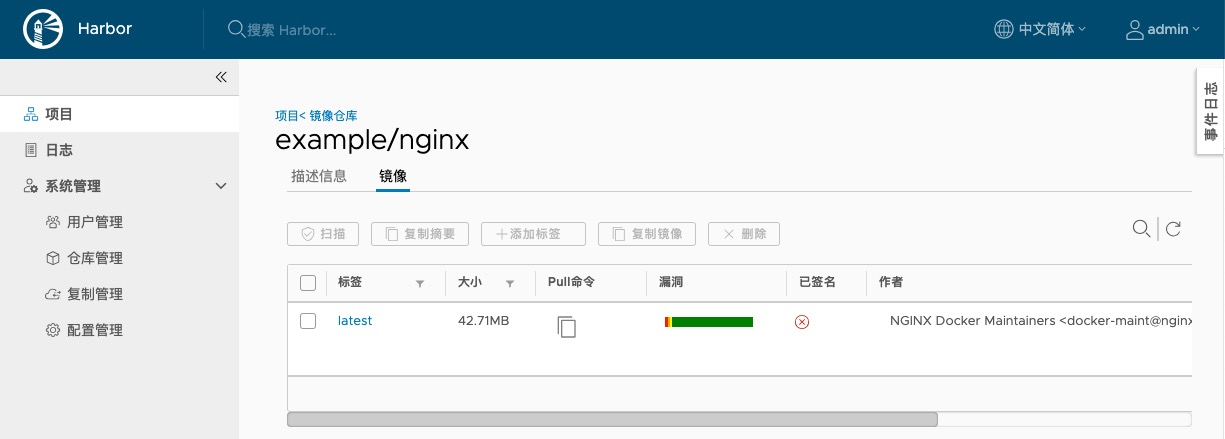 Harbor
搜索 Harbor...
中文简体
admin
项目
日志
系统管理
用户管理
仓库管理
复制管理
配置管理
事件日志
项目< 镜像仓库
example/nginx
描述信息 镜像
扫描 复制摘要 +添加标签 复制镜像 × 删除
标签 大小 Pull命令 漏洞 已签名 作者
latest 42.71MB NGINX Docker Maintainers <docker-maint@nginx